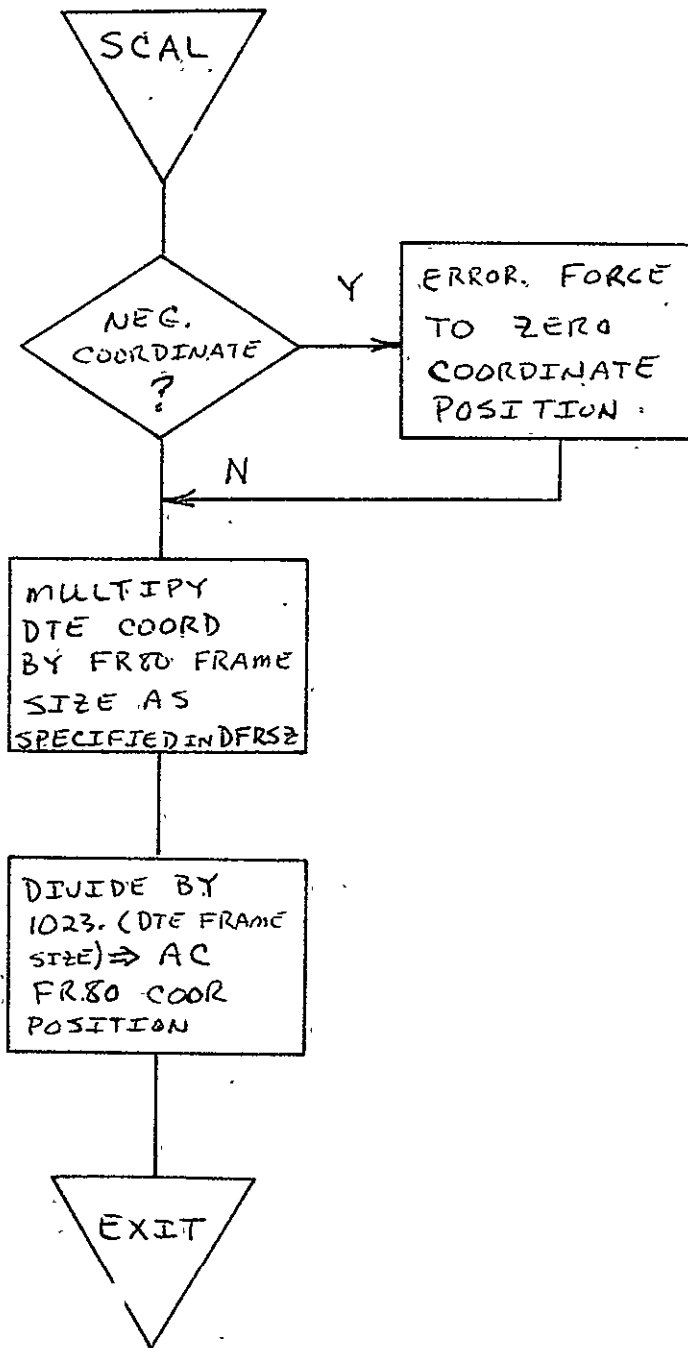 SCAL
NEG.
COORDINATE
?
Y
ERROR. FORCE
TO ZERO
COORDINATE
POSITION.
N
MULTIPY
DTE COORD
BY FR80 FRAME
SIZE AS
SPECIFIED IN DFRSZ
DIVIDE BY
1023. (DTE FRAME
SIZE) ⇒ AC
FR80 COOR
POSITION
EXIT